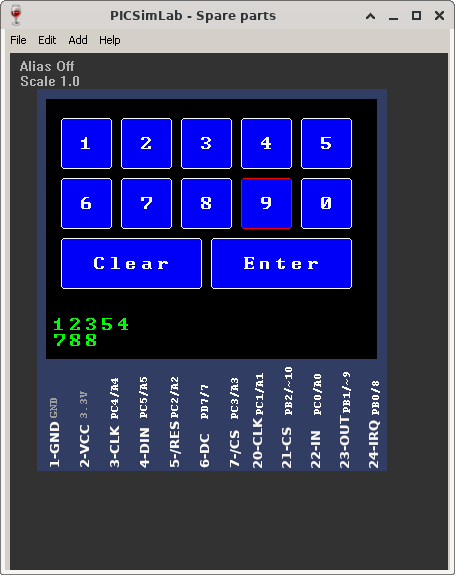 PICSimLab - Spare parts
File Edit Add Help
Alias Off
Scale 1.0
1 2 3 4 5
6 7 8 9 0
Clear Enter
12354
788
1-GND GND
2-VCC 3.3V
3-CLK PC4/A4
4-DIN PC5/A5
5-/RES PC2/A2
6-DC PD7/7
7-/CS PC3/A3
20-CLK PC1/A1
21-CS PB2/~10
22-IN PC0/A0
23-OUT PB1/~9
24-IRQ PB0/8